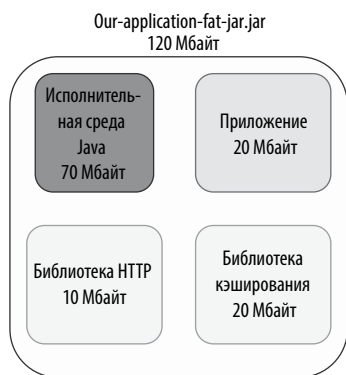 Our-application-fat-jar.jar
120 Мбайт
Исполнитель-
ная среда
Java
70 Мбайт
Приложение
20 Мбайт
Библиотека HTTP
10 Мбайт
Библиотека
кэширования
20 Мбайт